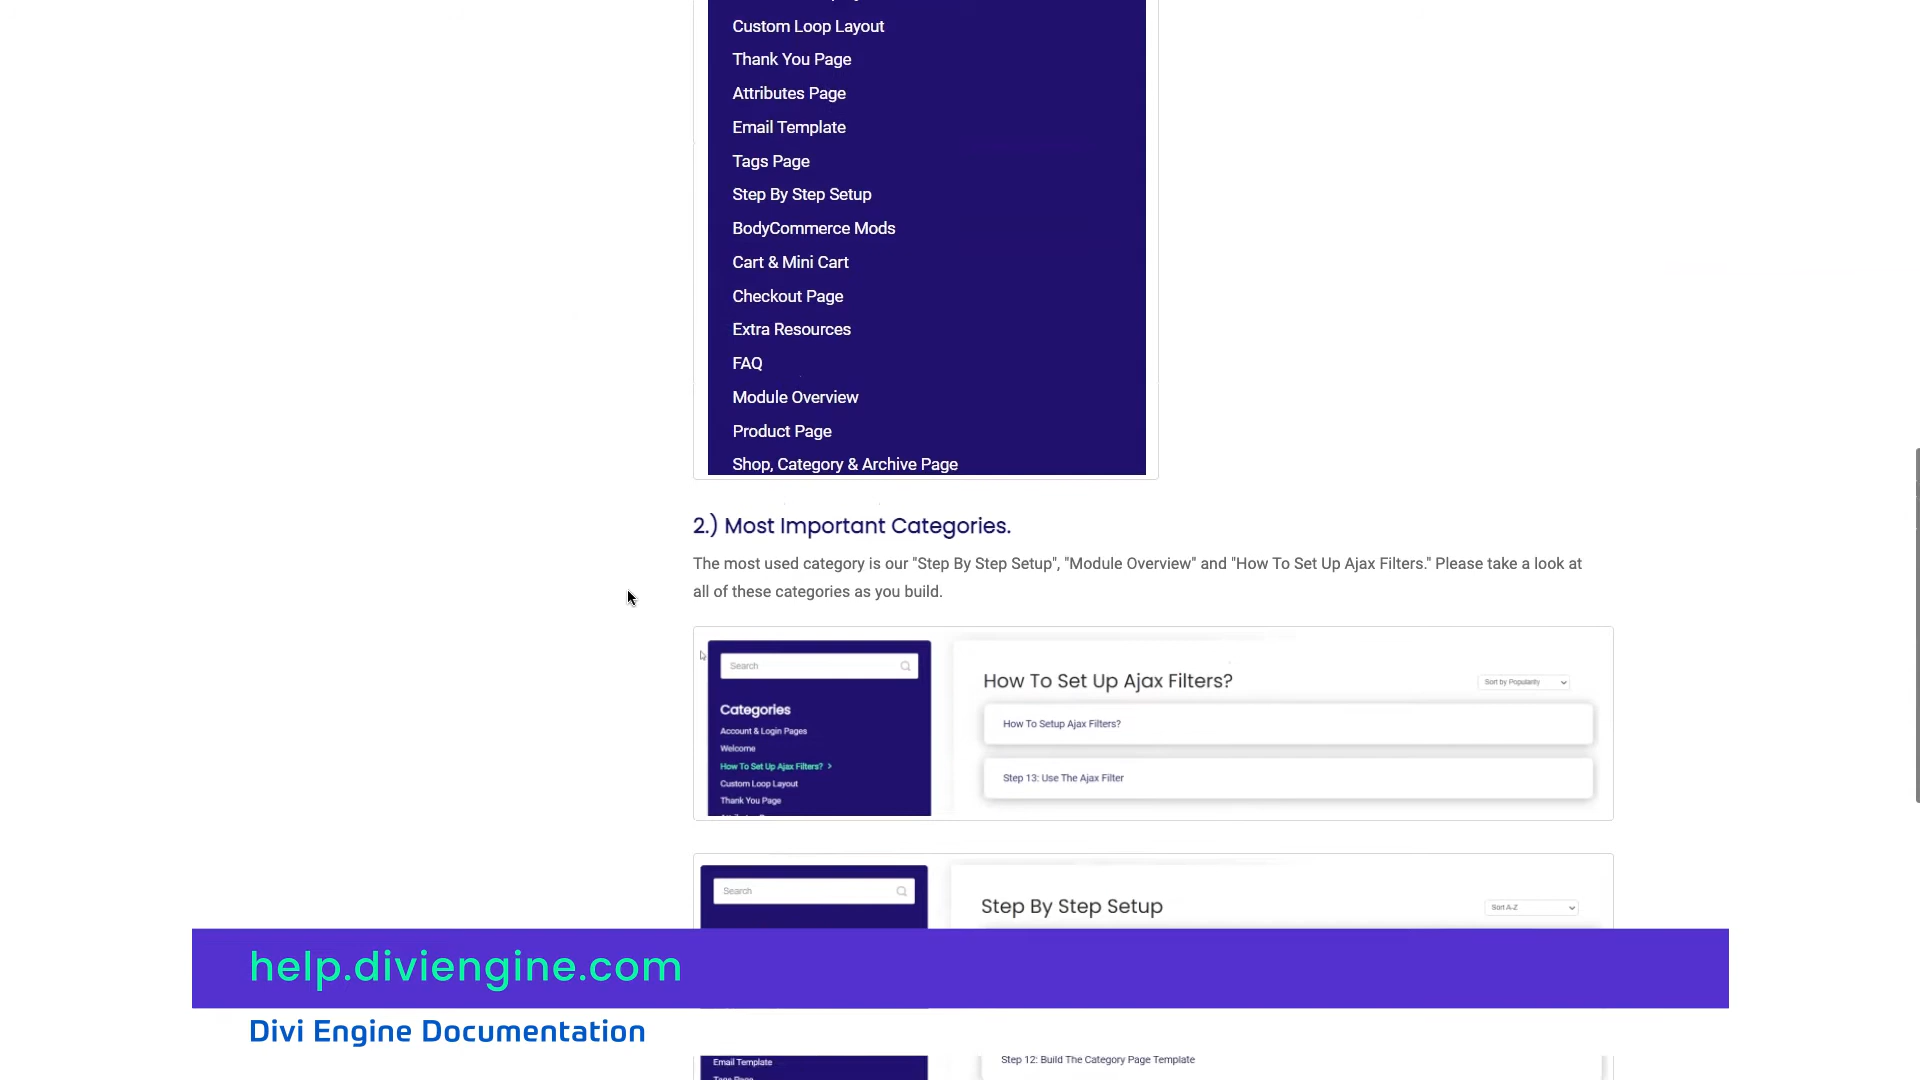 Custom Loop Layout
Thank You Page
Attributes Page
Email Template
Tags Page
Step By Step Setup
BodyCommerce Mods
Cart & Mini Cart
Checkout Page
Extra Resources
FAQ
Module Overview
Product Page
Shop, Category & Archive Page
2.) Most Important Categories.
The most used category is our "Step By Step Setup", "Module Overview" and "How To Set Up Ajax Filters." Please take a look at
all of these categories as you build.
Search
Categories
Account & Login Pages
Welcome
How To Set Up Ajax Filters? >
Custom Loop Layout
Thank You Page
How To Set Up Ajax Filters?
Sort by Popularity
How To Setup Ajax Filters?
Step 13: Use The Ajax Filter
Search
Step By Step Setup
Sort A-Z
help.diviengine.com
Divi Engine Documentation
Email Template
Step 12: Build The Category Page Template